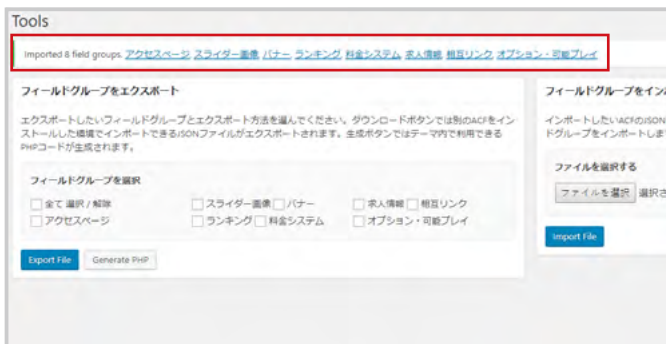 Tools
Imported 8 field groups. アクセスページ スライダー画像 バナー ランキング 料金システム 求人情報 相互リンク オプション・可能プレイ
フィールドグループをエクスポート
エクスポートしたいフィールドグループとエクスポート方法を選んでください。ダウンロードボタンでは別のACFをイン
ストールした環境でインポートできるJSONファイルがエクスポートされます。生成ボタンではテーマ内で利用できる
PHPコードが生成されます。
フィールドグループを選択
全て 選択 / 解除
スライダー画像 バナー
求人情報 相互リンク
アクセスページ
ランキング 料金システム
オプション・可能プレイ
Export File
Generate PHP
フィールドグループをイン
インポートしたいACFのJSON
ドグループをインポートしま
ファイルを選択する
ファイルを選択 選択さ
Import File